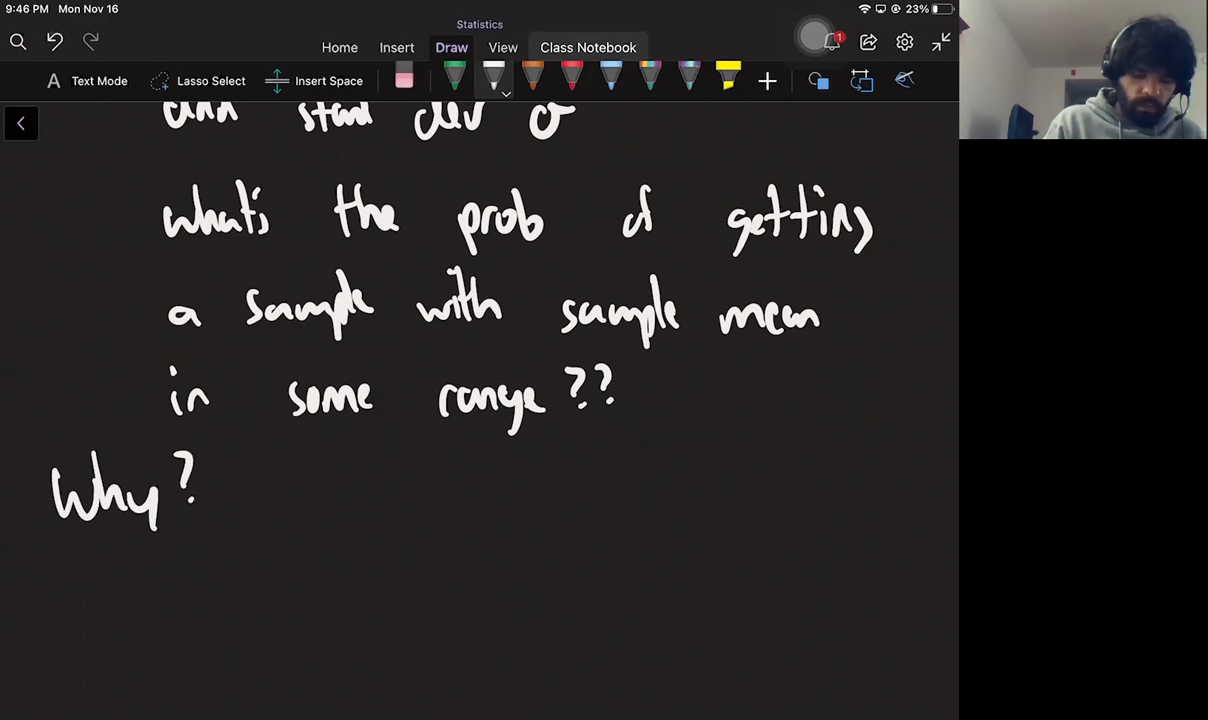 9:46 PM Mon Nov 16
23%
Statistics
Home Insert Draw View Class Notebook
1
A Text Mode Lasso Select Insert Space
and stand dev σ
what's the prob of getting
a sample with sample mean
in some range??
Why?